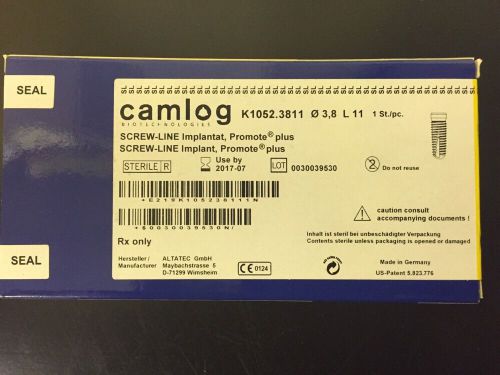 SEAL
camlog
BIOTECHNOLOGIES
K1052.3811 Ø 3,8 L 11 1 St./pc.
SCREW-LINE Implantat, Promote® plus
SCREW-LINE Implant, Promote® plus
STERILE R
Use by
2017-07
LOT 0030039530
2 Do not reuse
+E219K105238111N
+$0030039530N/
caution consult
accompanying documents !
Rx only
Inhalt ist steril bei unbeschädigter Verpackung
Contents sterile unless packaging is opened or damaged
SEAL
Hersteller / ALTATEC GmbH
Manufacturer Maybachstrasse 5
D-71299 Wimsheim
CE 0124
Made in Germany
US-Patent 5.823.776